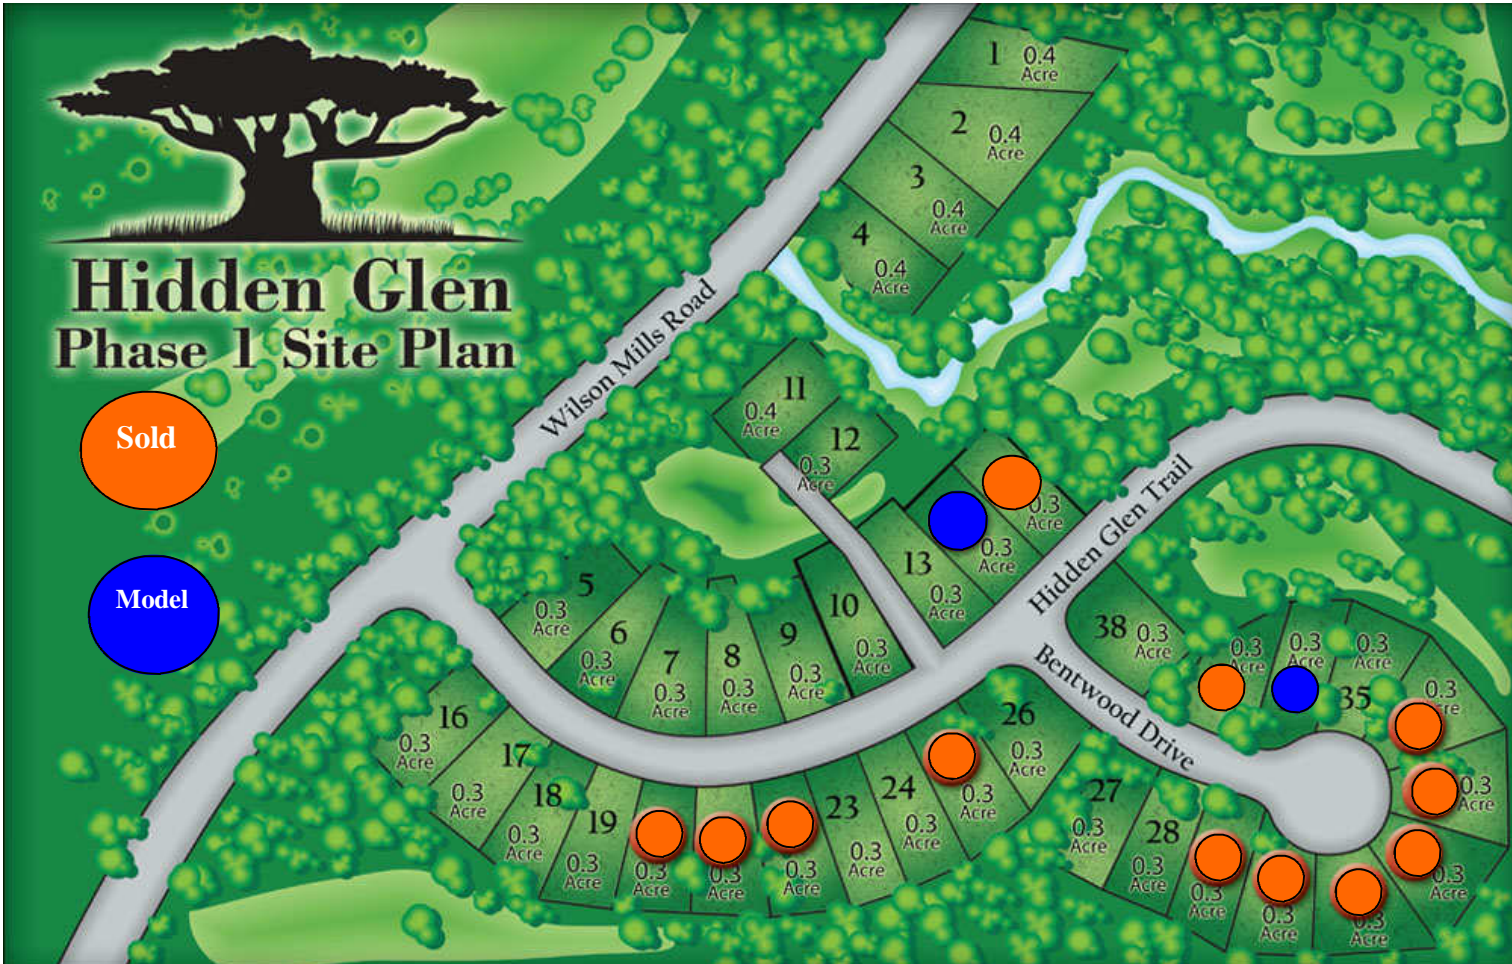 Hidden Glen
Phase 1 Site Plan
Sold
Model
Wilson Mills Road
Hidden Glen Trail
Bentwood Drive
1
0.4
Acre
2
0.4
Acre
3
0.4
Acre
4
0.4
Acre
11
0.4
Acre
12
0.3
Acre
0.3
Acre
0.3
Acre
13
0.3
Acre
5
0.3
Acre
6
0.3
Acre
7
0.3
Acre
8
0.3
Acre
9
0.3
Acre
10
0.3
Acre
38
0.3
Acre
0.3
Acre
0.3
Acre
35
0.3
Acre
0.3
0.3
Acre
0.3
Acre
16
0.3
Acre
17
0.3
Acre
18
0.3
Acre
19
0.3
Acre
0.3
Acre
0.3
Acre
0.3
Acre
23
0.3
Acre
24
0.3
Acre
0.3
Acre
26
0.3
Acre
27
0.3
Acre
28
0.3
Acre
0.3
Acre
0.3
Acre
0.3
Acre